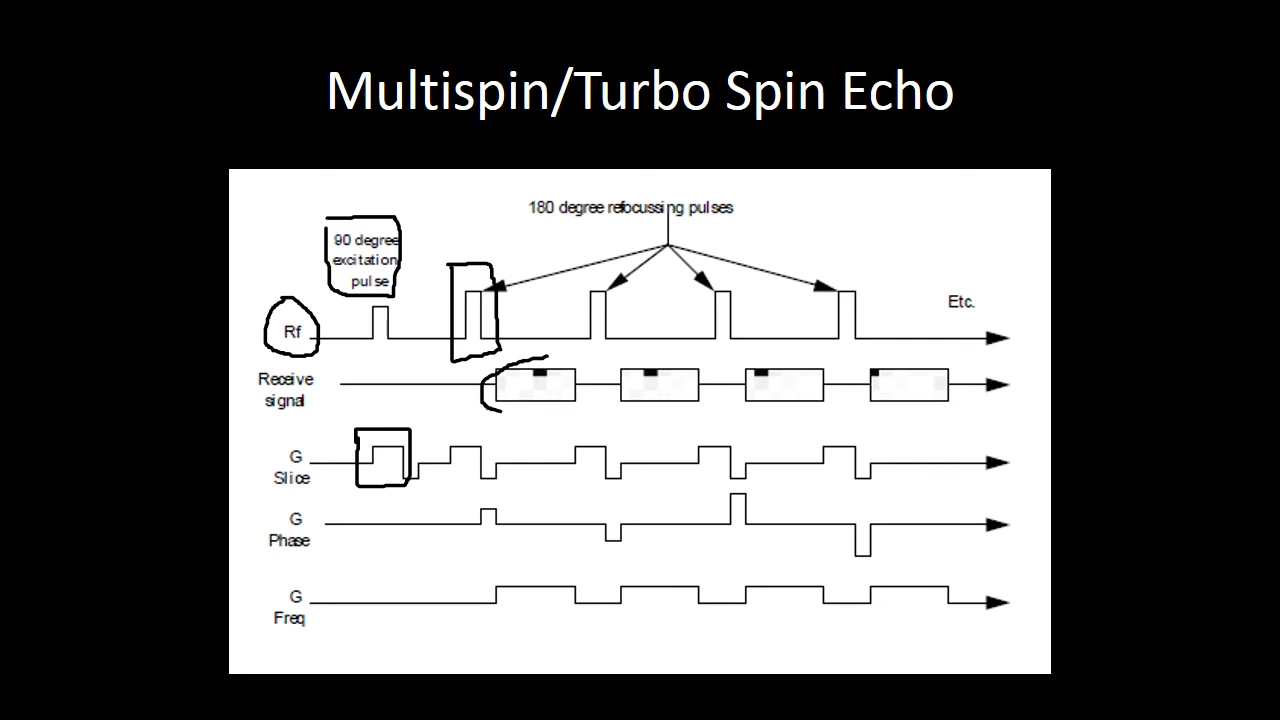 Multispin/Turbo Spin Echo
180 degree refocussing pulses
90 degree
excitation
pulse
Etc.
Rf
Receive
signal
G
Slice
G
Phase
G
Freq